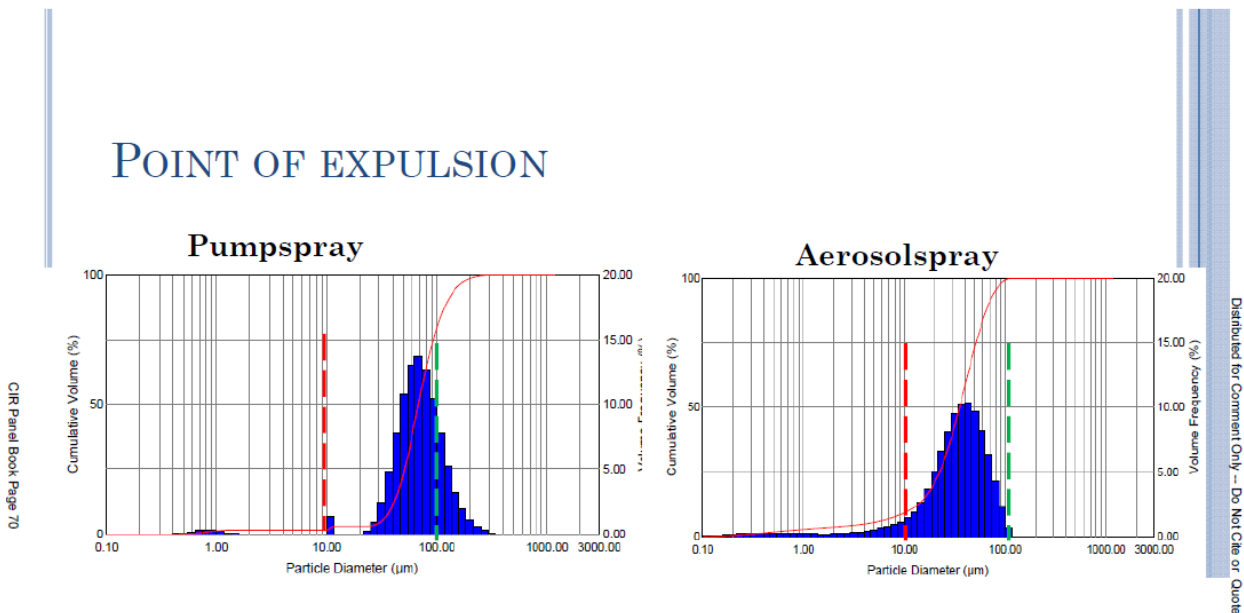 POINT OF EXPULSION
Pumpspray
100
50
0
Cumulative Volume (%)
20.00
15.00
10.00
5.00
0.00
0.10 1.00 10.00 100.00 1000.00 3000.00
Particle Diameter (µm)
Aerosolspray
100
50
0
Cumulative Volume (%)
20.00
15.00
10.00
5.00
0.00
Volume Frequency (%)
0.10 1.00 10.00 100.00 1000.00 3000.00
Particle Diameter (µm)
CIR Panel Book Page 70
Distributed for Comment Only -- Do Not Cite or Quote